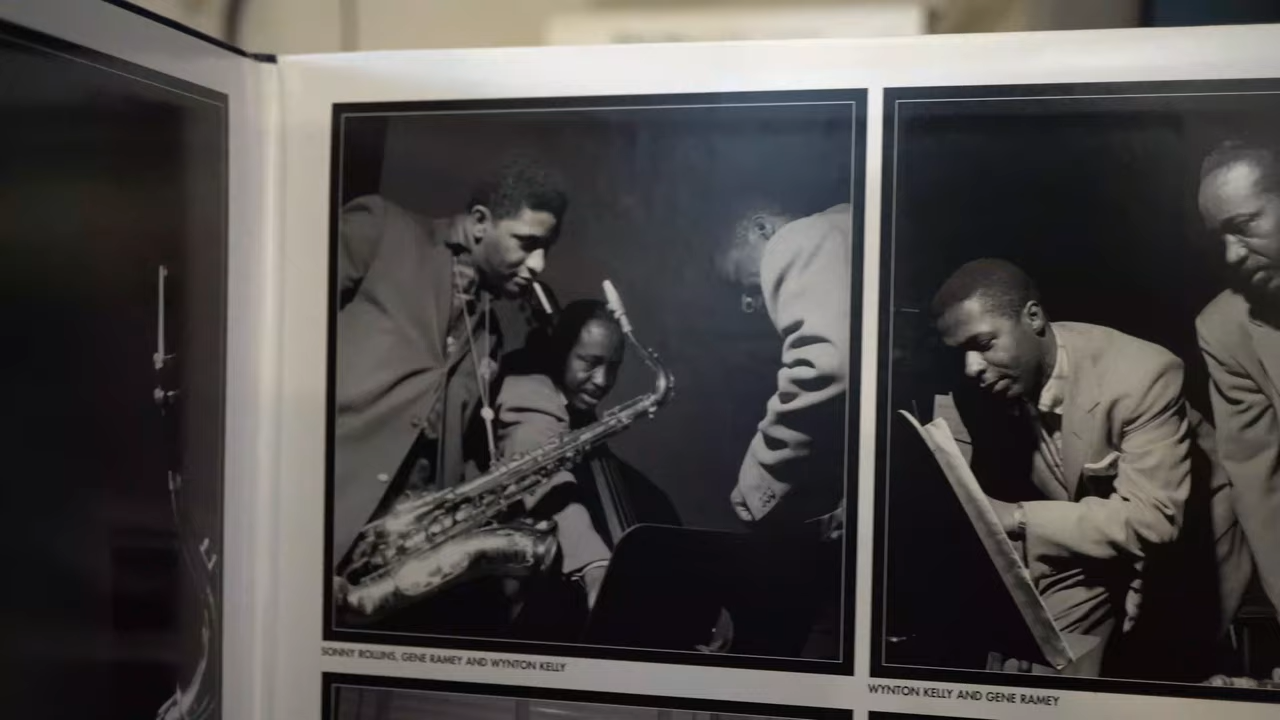 SONNY ROLLINS, GENE RAMEY AND WYNTON KELLY
WYNTON KELLY AND GENE RAMEY